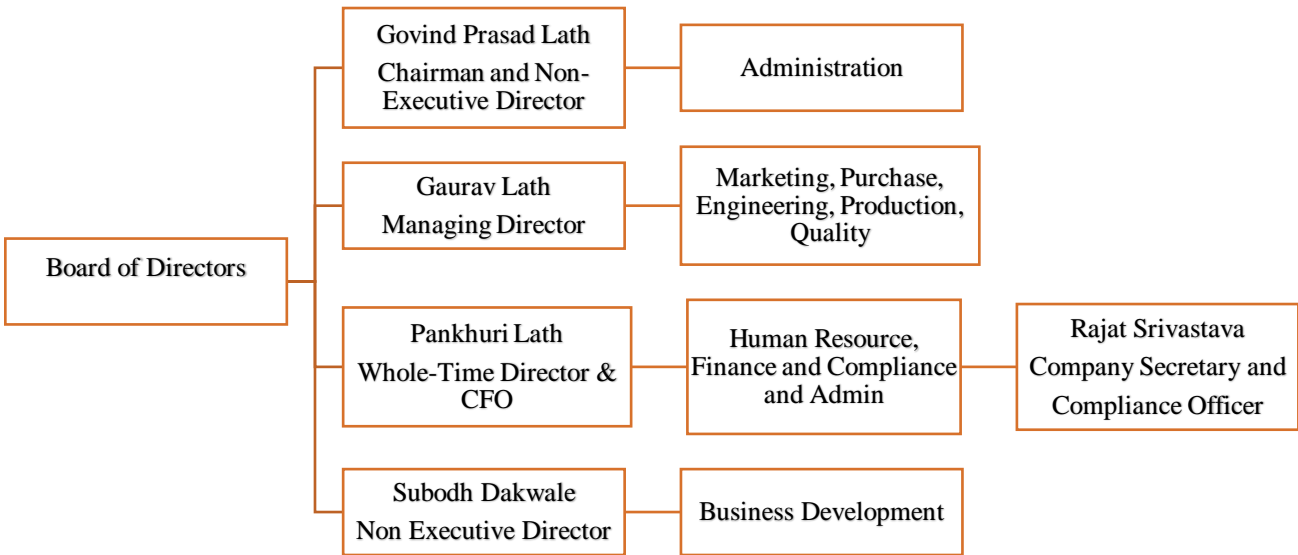 Board of Directors
Govind Prasad Lath
Chairman and Non-
Executive Director
Administration
Gaurav Lath
Managing Director
Marketing, Purchase,
Engineering, Production,
Quality
Pankhuri Lath
Whole-Time Director &
CFO
Human Resource,
Finance and Compliance
and Admin
Rajat Srivastava
Company Secretary and
Compliance Officer
Subodh Dakwale
Non Executive Director
Business Development